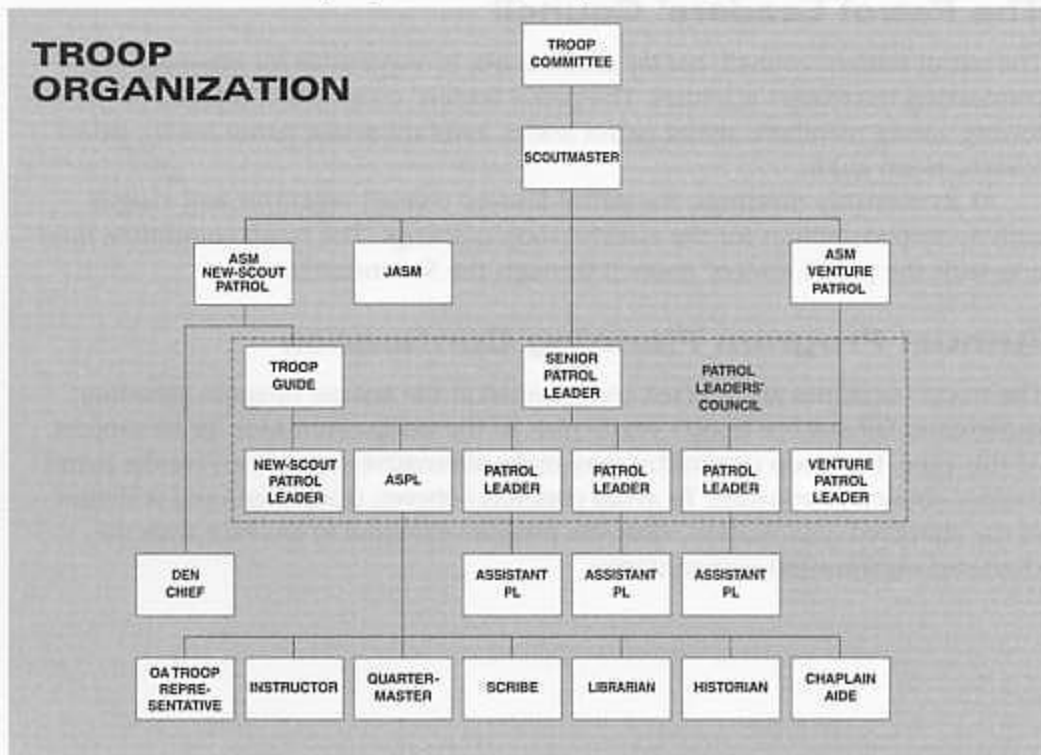 TROOP
ORGANIZATION
TROOP
COMMITTEE
SCOUTMASTER
ASM
NEW-SCOUT
PATROL
JASM
ASM
VENTURE
PATROL
TROOP
GUIDE
SENIOR
PATROL
LEADER
PATROL
LEADERS'
COUNCIL
NEW-SCOUT
PATROL
LEADER
ASPL
PATROL
LEADER
PATROL
LEADER
PATROL
LEADER
VENTURE
PATROL
LEADER
DEN
CHIEF
ASSISTANT
PL
ASSISTANT
PL
ASSISTANT
PL
OA TROOP
REPRE-
SENTATIVE
INSTRUCTOR
QUARTER-
MASTER
SCRIBE
LIBRARIAN
HISTORIAN
CHAPLAIN
AIDE